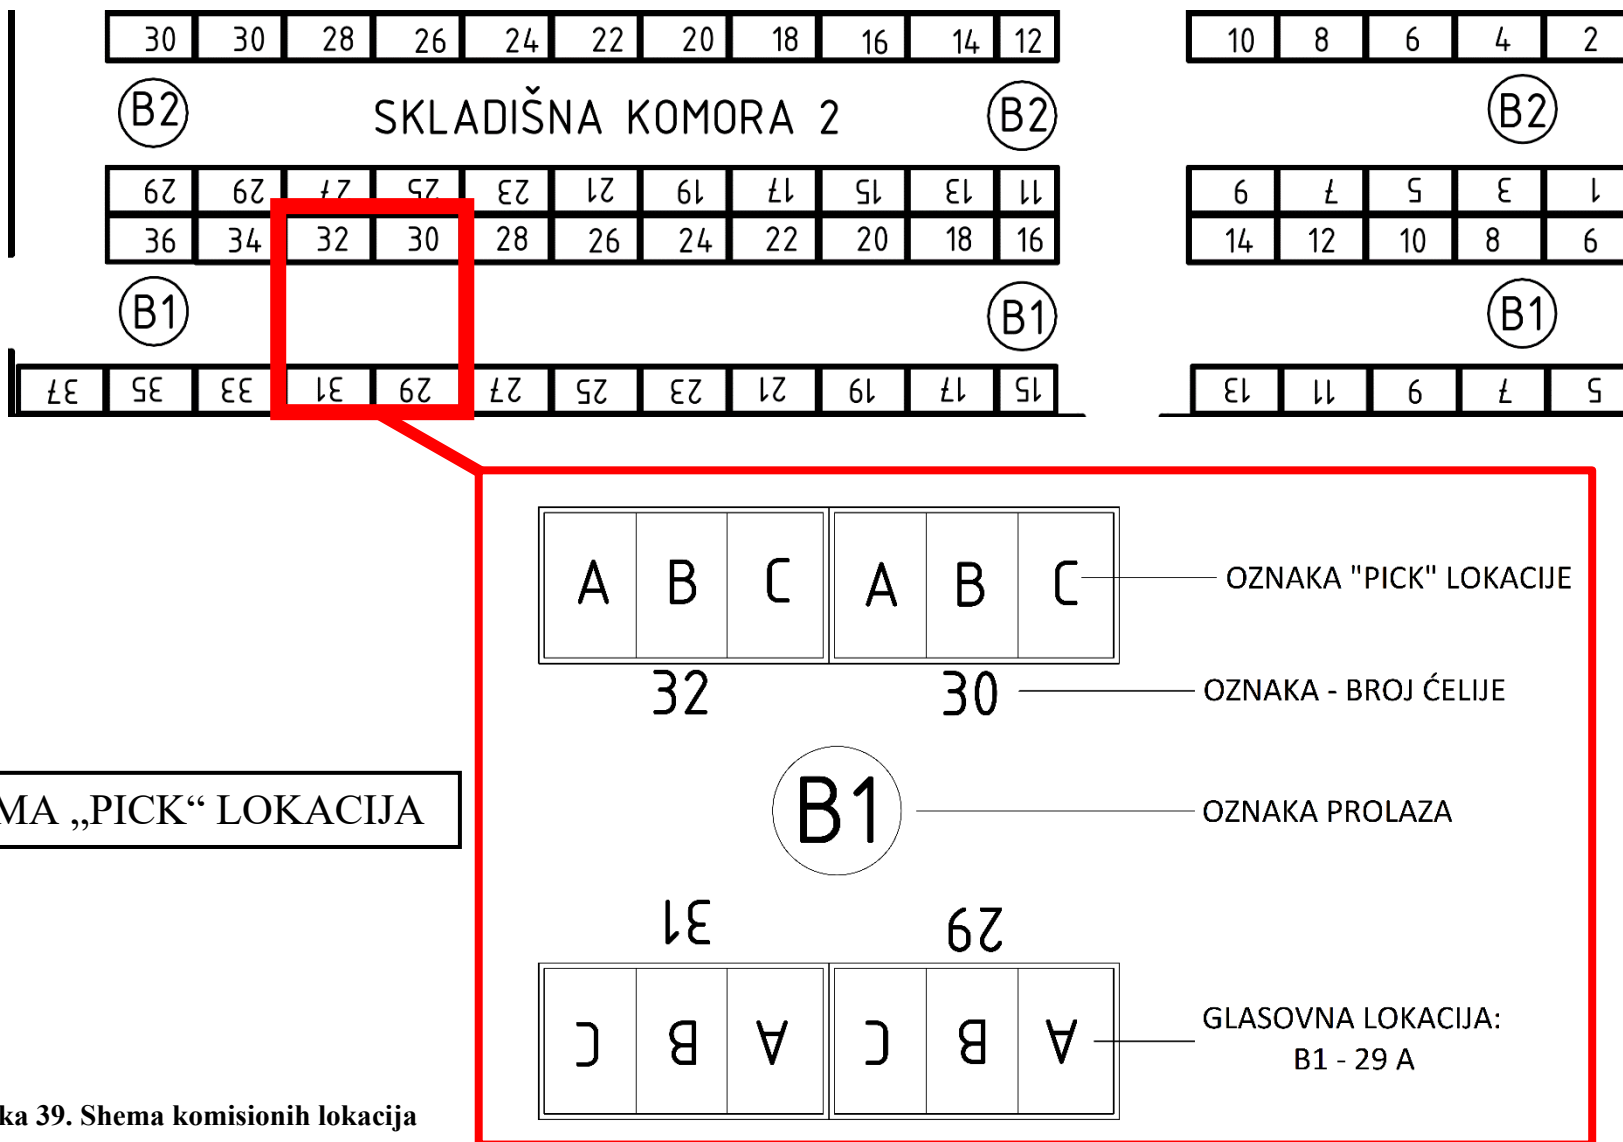 30 30 28 26 24 22 20 18 16 14 12 10 8 6 4 2
B2 SKLADIŠNA KOMORA 2 B2 B2
29 29 27 25 23 21 19 17 15 13 11 9 7 5 3 1
36 34 32 30 28 26 24 22 20 18 16 14 12 10 8 6
B1 B1 B1
37 35 33 31 29 27 25 23 21 19 17 15 13 11 9 7 5
A B C A B C OZNAKA "PICK" LOKACIJE
32 30 OZNAKA - BROJ ĆELIJE
MA „PICK“ LOKACIJA
B1 OZNAKA PROLAZA
31 29
C B A C B A GLASOVNA LOKACIJA:
B1 - 29 A
ka 39. Shema komisionih lokacija